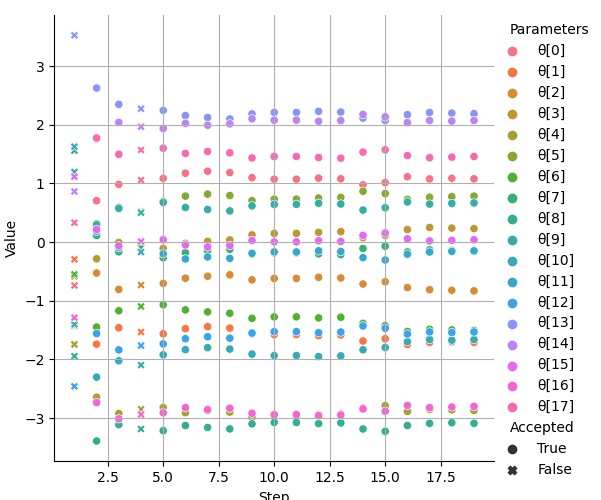 Value
3
2
1
0
−1
−2
−3
2.5
5.0
7.5
10.0
12.5
15.0
17.5
Step
Parameters
θ[0]
θ[1]
θ[2]
θ[3]
θ[4]
θ[5]
θ[6]
θ[7]
θ[8]
θ[9]
θ[10]
θ[11]
θ[12]
θ[13]
θ[14]
θ[15]
θ[16]
θ[17]
Accepted
True
False